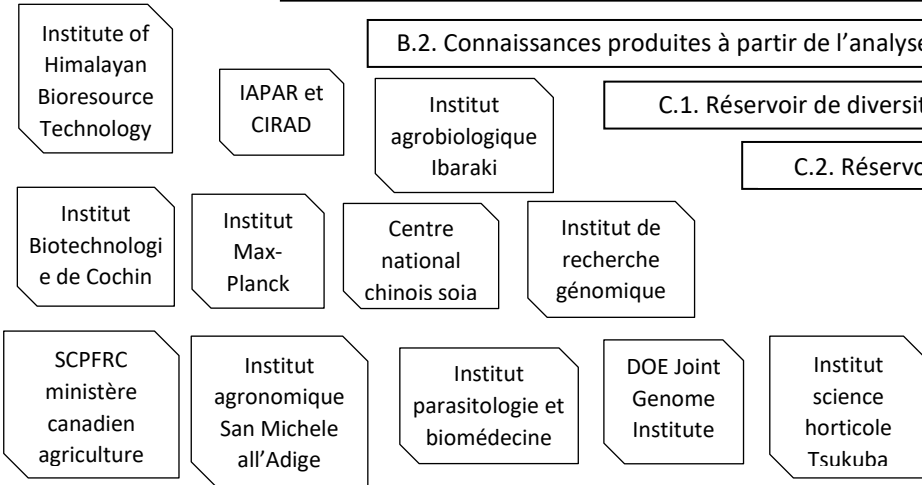 Institute of
Himalayan
Bioresource
Technology
B.2. Connaissances produites à partir de l’analyse
IAPAR et
CIRAD
Institut
agrobiologique
Ibaraki
C.1. Réservoir de diversit
C.2. Réservo
Institut
Biotechnologi
e de Cochin
Institut
Max-
Planck
Centre
national
chinois soia
Institut de
recherche
génomique
SCPFRC
ministère
canadien
agriculture
Institut
agronomique
San Michele
all’Adige
Institut
parasitologie et
biomédecine
DOE Joint
Genome
Institute
Institut
science
horticole
Tsukuba